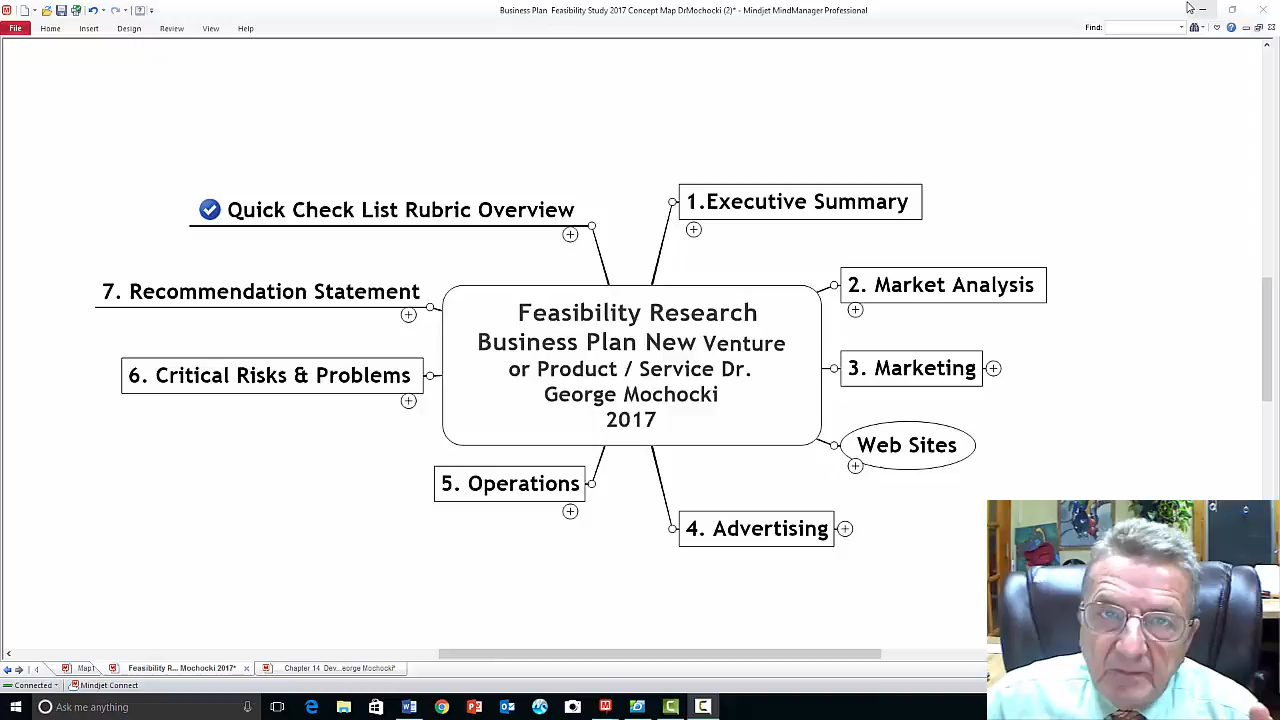 Business Plan  Feasibility Study 2017 Concept Map DrMochocki (2)* - Mindjet MindManager Professional
File Home Insert Design Review View Help Find:
Quick Check List Rubric Overview
1.Executive Summary
7. Recommendation Statement
2. Market Analysis
Feasibility Research
Business Plan New Venture
or Product / Service Dr.
George Mochocki
2017
6. Critical Risks & Problems
3. Marketing
Web Sites
5. Operations
4. Advertising
Map1 Feasibility R... Mochocki 2017* Chapter 14 Dev...eorge Mochocki*
Connected Mindjet Connect
Ask me anything